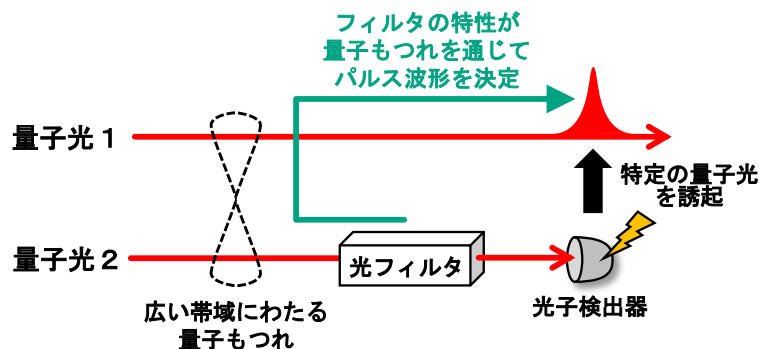 フィルタの特性が
量子もつれを通じて
パルス波形を決定
量子光1
特定の量子光
を誘起
量子光2
光フィルタ
広い帯域にわたる
量子もつれ
光子検出器